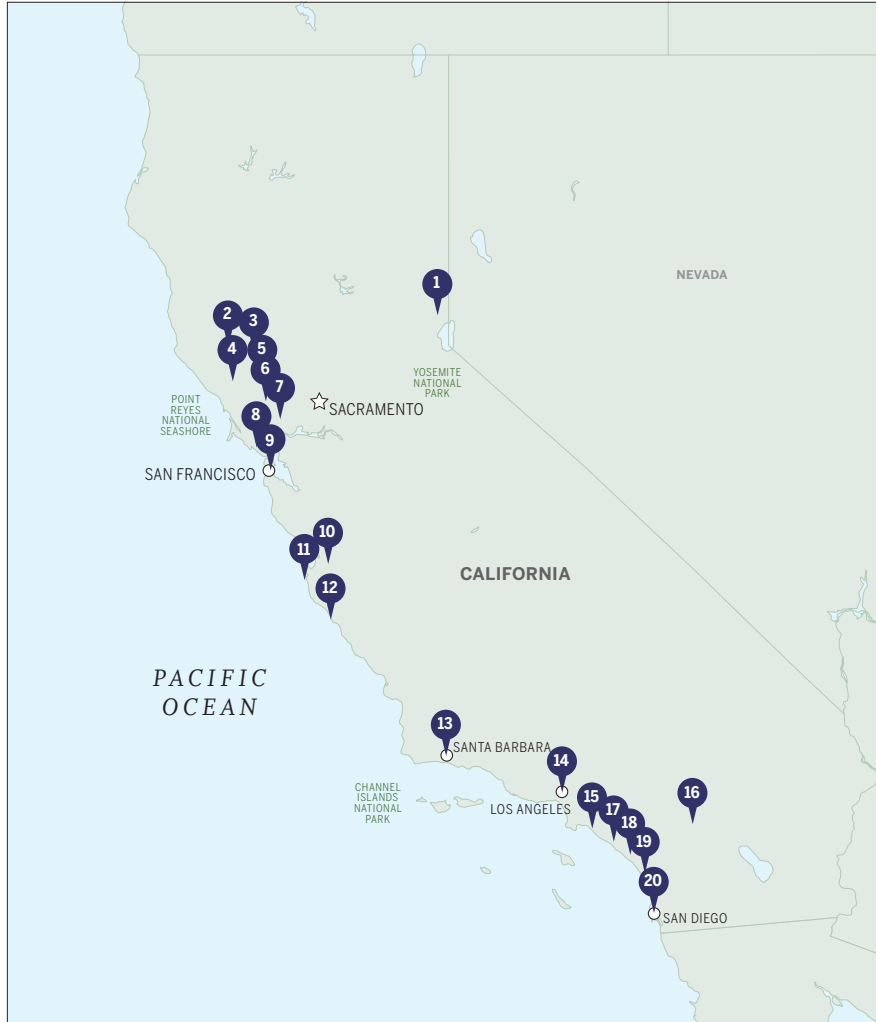 NEVADA
1
2
3
4
5
6
7
8
9
YOSEMITE
NATIONAL
PARK
POINT
REYES
NATIONAL
SEASHORE
SACRAMENTO
SAN FRANCISCO
10
11
12
CALIFORNIA
PACIFIC
OCEAN
13
SANTA BARBARA
14
CHANNEL
ISLANDS
NATIONAL
PARK
LOS ANGELES
15
16
17
18
19
20
SAN DIEGO